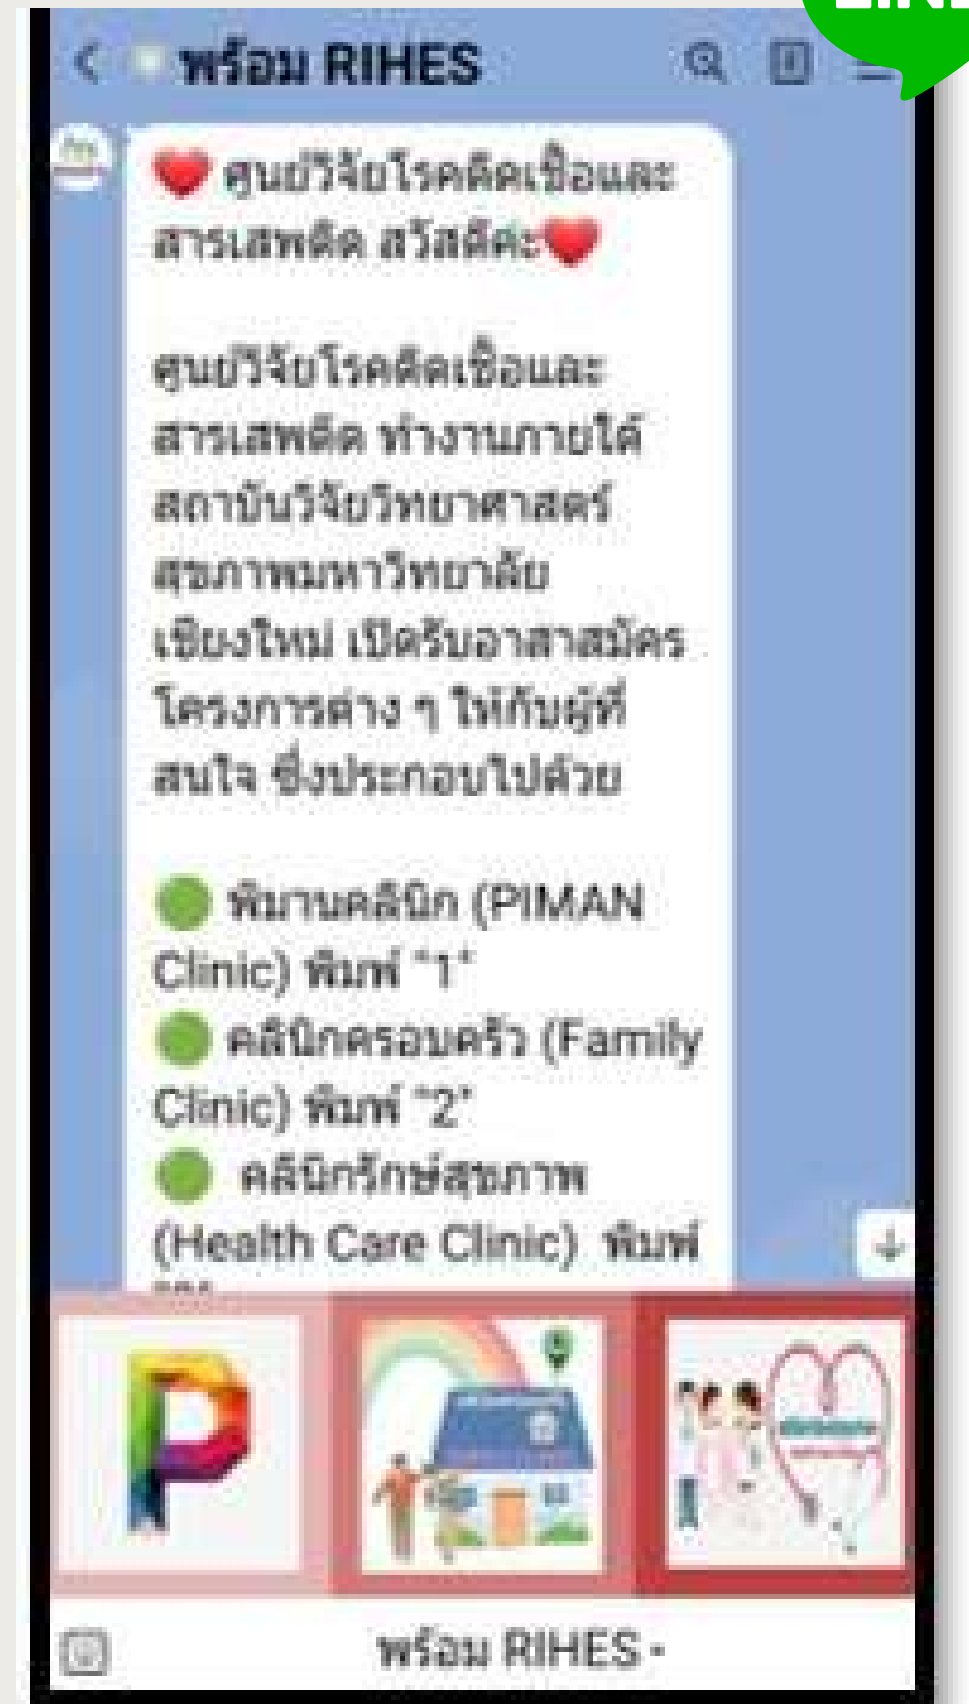 LINE
พร้อม RIHES
❤️ ศูนย์วิจัยโรคติดเชื้อและ
สารเสพติด สวัสดีค่ะ❤️
ศูนย์วิจัยโรคติดเชื้อและ
สารเสพติด ทำงานภายใต้
สถาบันวิจัยวิทยาศาสตร์
สุขภาพมหาวิทยาลัย
เชียงใหม่ เปิดรับอาสาสมัคร
โครงการต่าง ๆ ให้กับผู้ที่
สนใจ ซึ่งประกอบไปด้วย
🟢 พิมานคลินิก (PIMAN
Clinic) พิมพ์ "1"
🟢 คลินิกครอบครัว (Family
Clinic) พิมพ์ "2"
🟢 คลินิกรักษ์สุขภาพ
(Health Care Clinic) พิมพ์
P
พร้อม RIHES